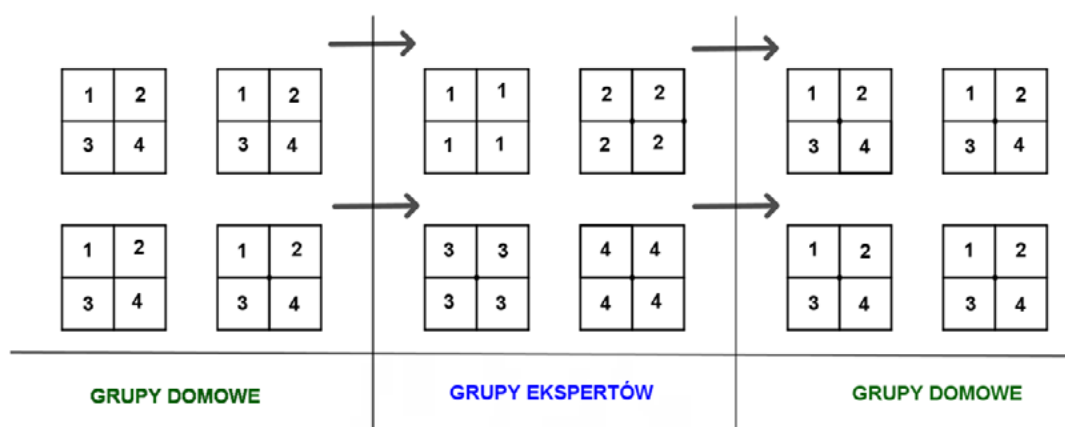 1 2 1 2 1 1 2 2 1 2 1 2
3 4 3 4 1 1 2 2 3 4 3 4
1 2 1 2 3 3 4 4 1 2 1 2
3 4 3 4 3 3 4 4 3 4 3 4
GRUPY DOMOWE GRUPY EKSPERTÓW GRUPY DOMOWE